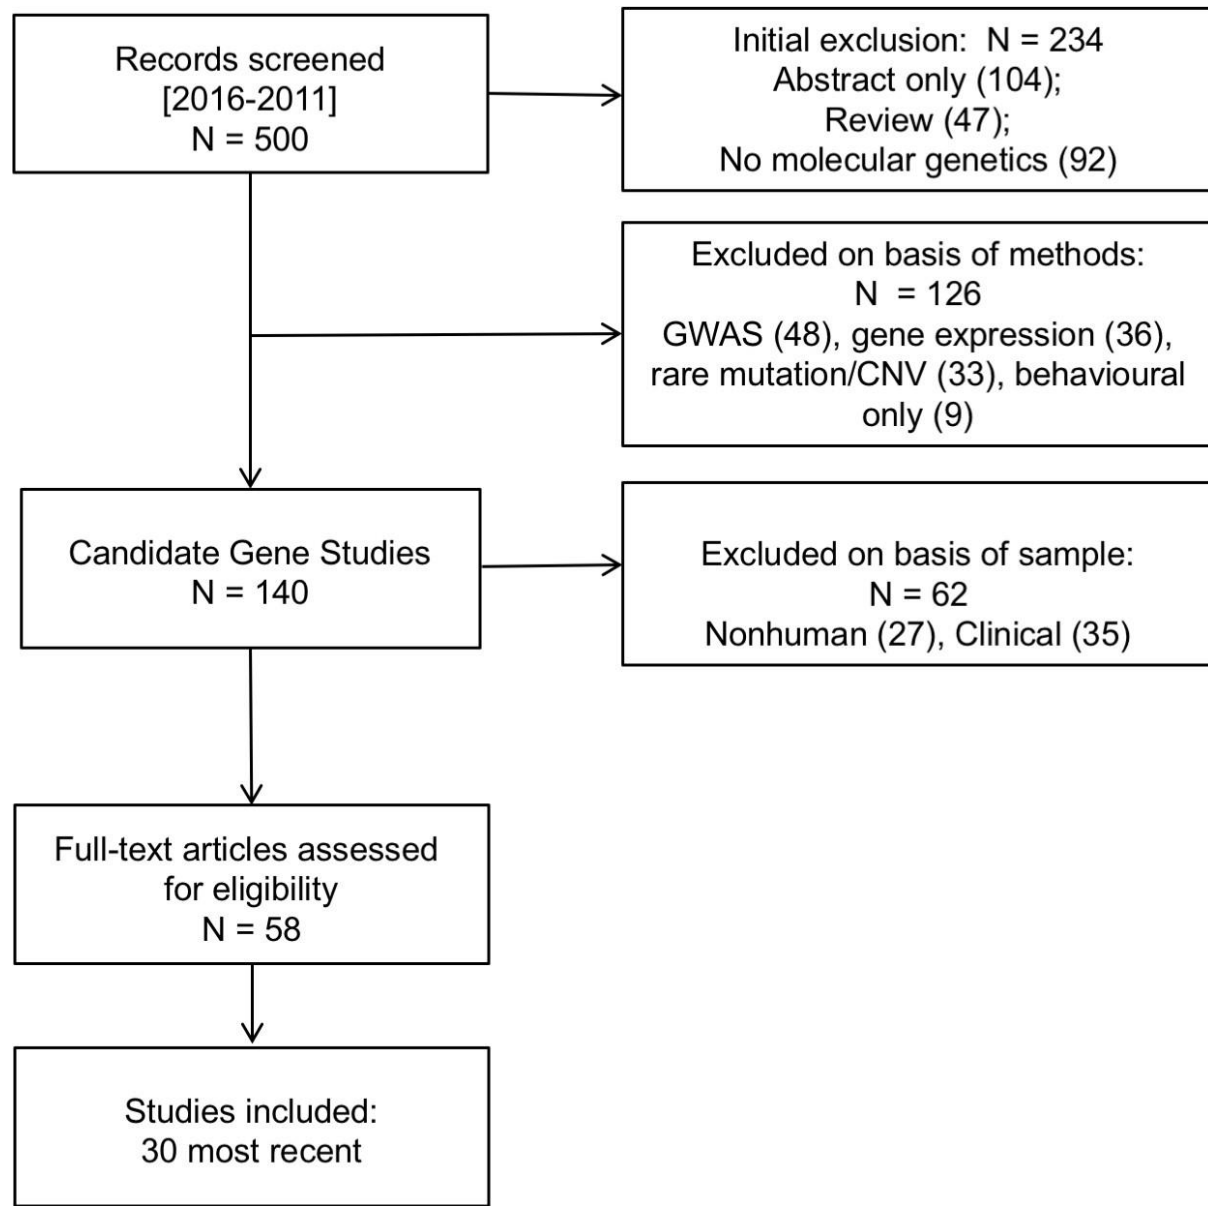 Records screened
[2016-2011]
N = 500
Initial exclusion:  N = 234
Abstract only (104);
Review (47);
No molecular genetics (92)
Excluded on basis of methods:
N  = 126
GWAS (48), gene expression (36),
rare mutation/CNV (33), behavioural
only (9)
Candidate Gene Studies
N = 140
Excluded on basis of sample:
N = 62
Nonhuman (27), Clinical (35)
Full-text articles assessed
for eligibility
N = 58
Studies included:
30 most recent